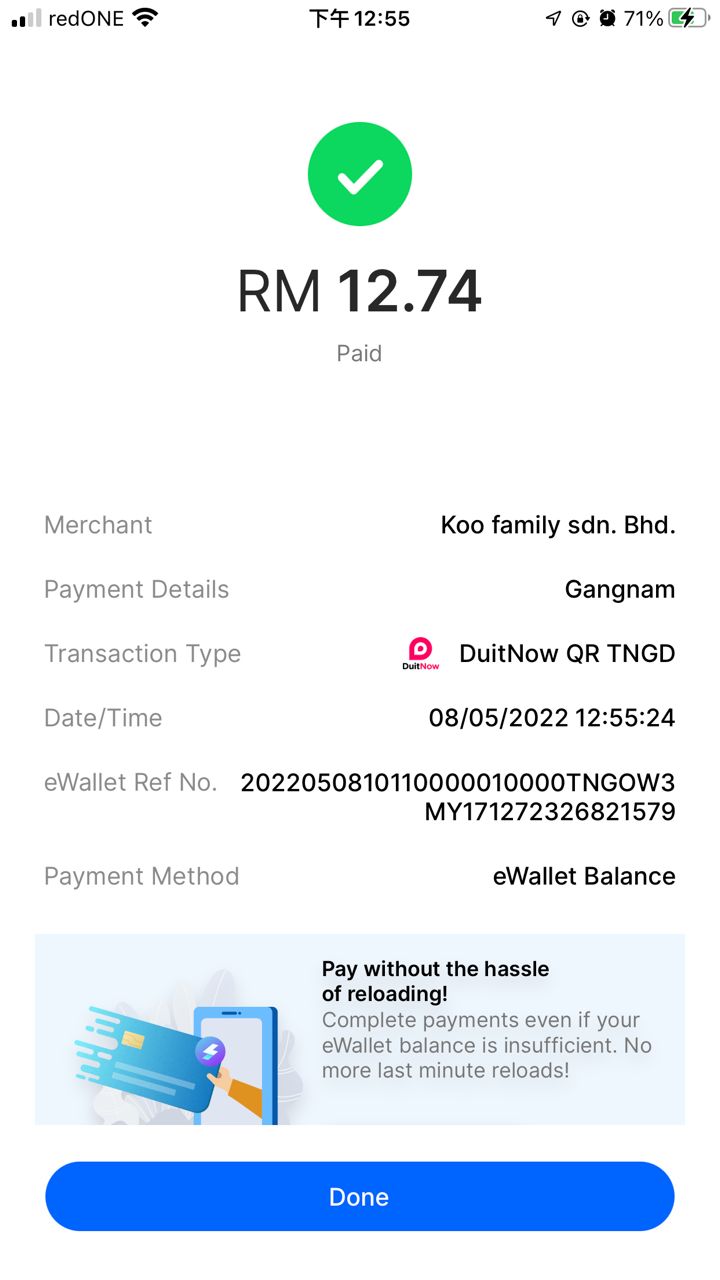 redONE 下午 12:55 71%
RM 12.74
Paid
Merchant Koo family sdn. Bhd.
Payment Details Gangnam
Transaction Type DuitNow DuitNow QR TNGD
Date/Time 08/05/2022 12:55:24
eWallet Ref No. 2022050810110000010000TNGOW3
MY171272326821579
Payment Method eWallet Balance
Pay without the hassle
of reloading!
Complete payments even if your
eWallet balance is insufficient. No
more last minute reloads!
Done